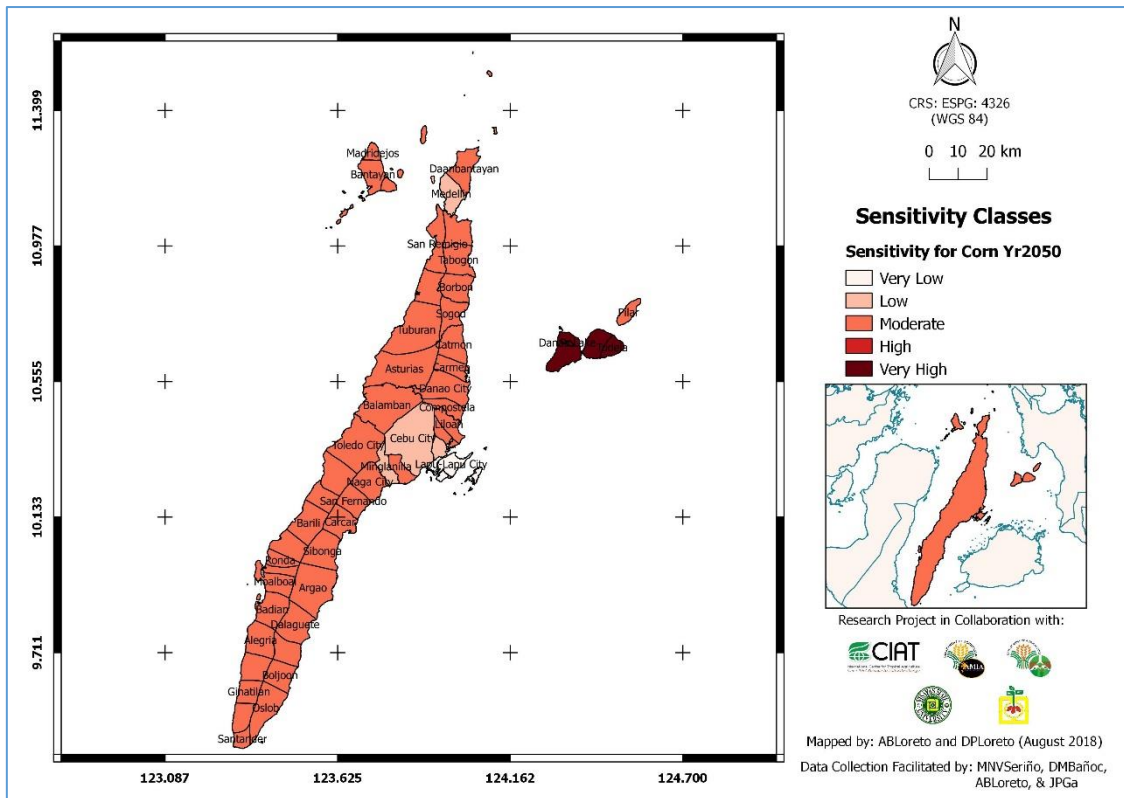 N
CRS: ESPG: 4326
(WGS 84)
0 10 20 km
Sensitivity Classes
Sensitivity for Corn Yr2050
Very Low
Low
Moderate
High
Very High
11.399
10.977
10.555
10.133
9.711
Madridejos
Bantayan
Daanbantayan
Medellin
San Remigio
Tabogon
Borbon
Sogod
Tuburan
Catmon
Asturias
Carmen
Danao City
Balamban
Compostela
Liloan
Cebu City
Toledo City
Minglanilla
Lapu-Lapu City
Naga City
San Fernando
Barili
Carcar
Sibonga
Ronda
Moalboal
Argao
Badian
Dalaguete
Alegria
Boljoon
Ginatilan
Oslob
Santander
Pilar
Tudela
123.087 123.625 124.162 124.700
Research Project in Collaboration with:
CIAT
AMIA
Mapped by: ABLoreto and DPLoreto (August 2018)
Data Collection Facilitated by: MNVSeriño, DMBañoc,
ABLoreto, & JPGa